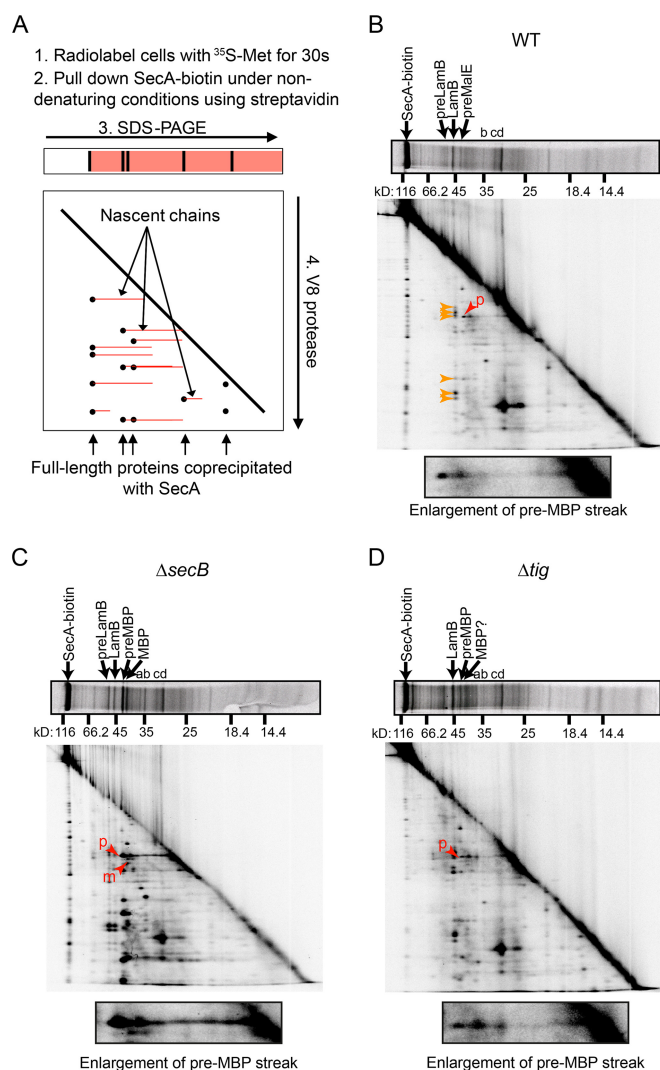 A
1. Radiolabel cells with ³⁵S-Met for 30s
2. Pull down SecA-biotin under non-
denaturing conditions using streptavidin
3. SDS-PAGE
Nascent chains
4. V8 protease
Full-length proteins coprecipitated
with SecA
B
WT
SecA-biotin
preLamB
LamB
preMalE
b cd
kD: 116 66.2 45 35 25 18.4 14.4
p
Enlargement of pre-MBP streak
C
ΔsecB
SecA-biotin
preLamB
LamB
preMBP
MBP
ab cd
kD: 116 66.2 45 35 25 18.4 14.4
p
m
Enlargement of pre-MBP streak
D
Δtig
SecA-biotin
LamB
preMBP
MBP?
ab cd
kD: 116 66.2 45 35 25 18.4 14.4
p
Enlargement of pre-MBP streak